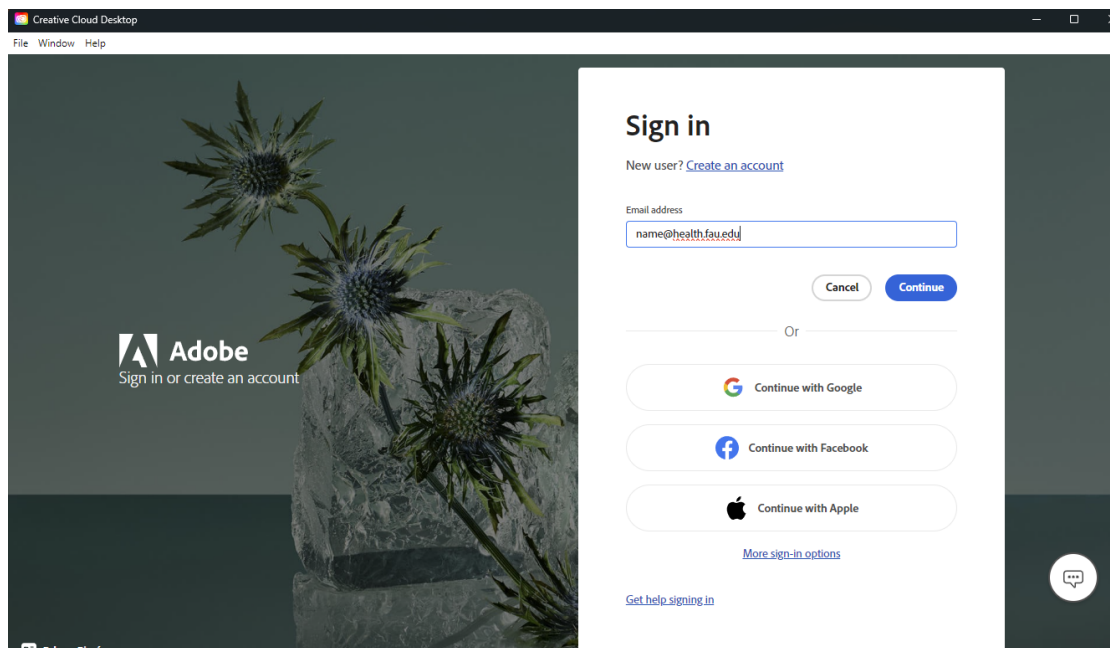 Creative Cloud Desktop
File Window Help
Sign in
New user? Create an account
Email address
name@health.fau.edu
Cancel Continue
Or
Adobe
Sign in or create an account
Continue with Google
Continue with Facebook
Continue with Apple
More sign-in options
Get help signing in